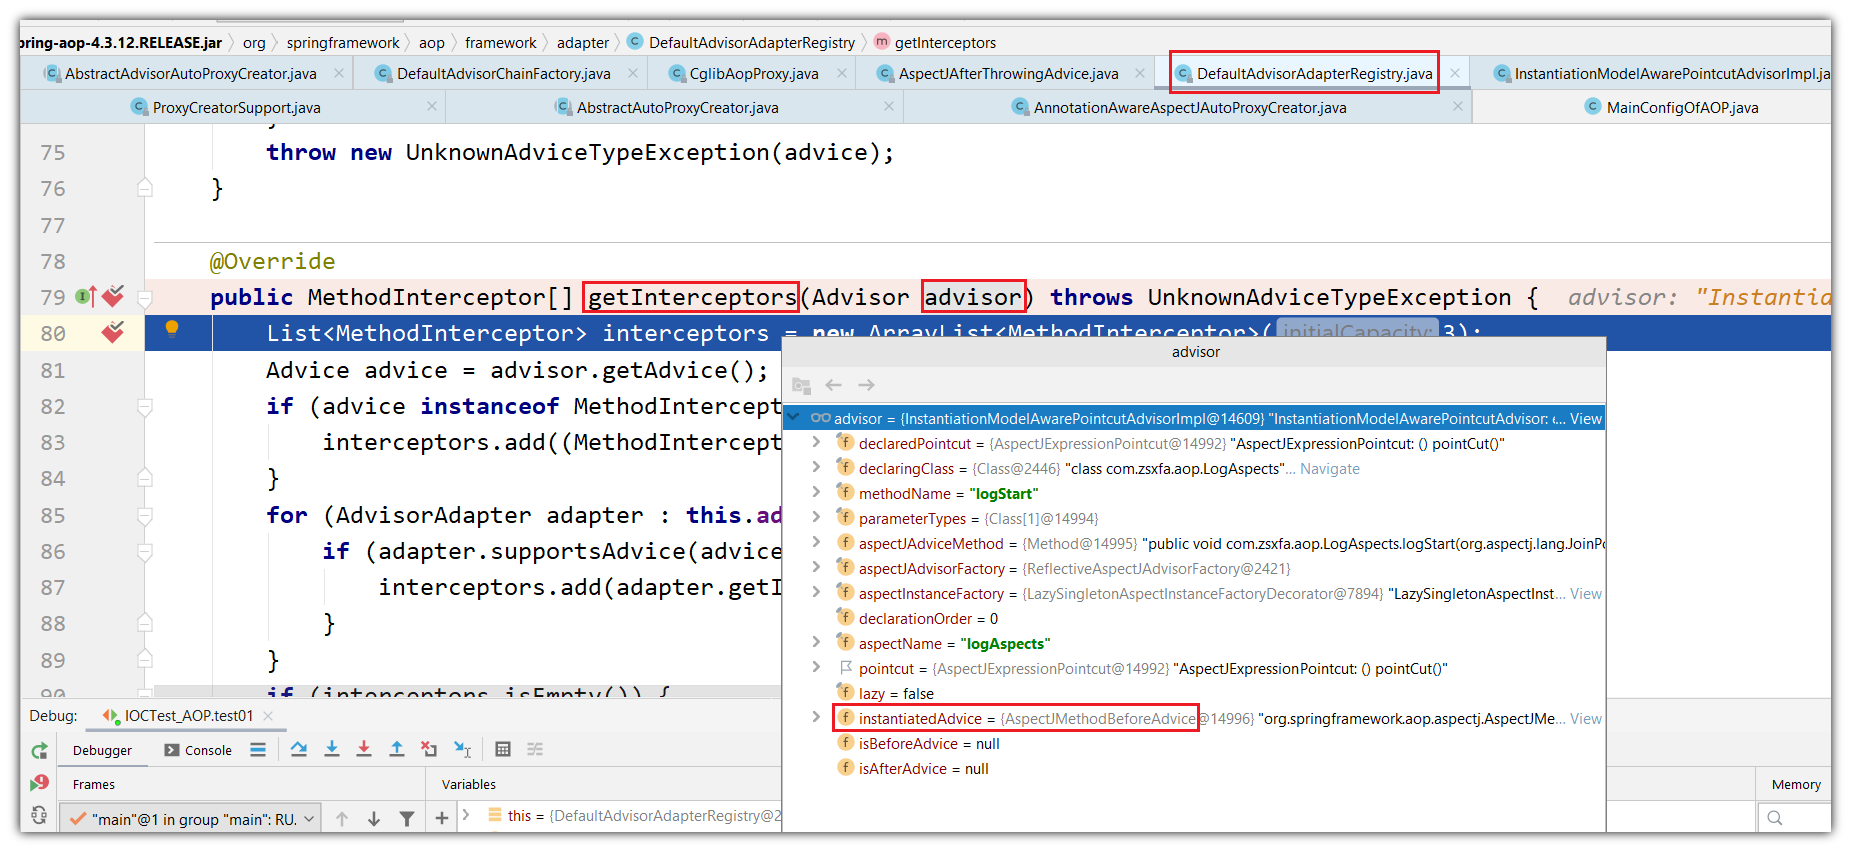 pring-aop-4.3.12.RELEASE.jar org springframework aop framework adapter DefaultAdvisorAdapterRegistry getInterceptors
AbstractAdvisorAutoProxyCreator.java DefaultAdvisorChainFactory.java CglibAopProxy.java AspectJAfterThrowingAdvice.java DefaultAdvisorAdapterRegistry.java InstantiationModelAwarePointcutAdvisorImpl.ja
ProxyCreatorSupport.java AbstractAutoProxyCreator.java AnnotationAwareAspectJAutoProxyCreator.java MainConfigOfAOP.java
75 throw new UnknownAdviceTypeException(advice);
76 }
77
78 @Override
79 public MethodInterceptor[] getInterceptors(Advisor advisor) throws UnknownAdviceTypeException { advisor: "Instantia
80 List<MethodInterceptor> interceptors = new ArrayList<MethodInterceptor>( initialCapacity: 3);
81 Advice advice = advisor.getAdvice();
82 if (advice instanceof MethodIntercept
83 interceptors.add((MethodIntercept
84 }
85 for (AdvisorAdapter adapter : this.ad
86 if (adapter.supportsAdvice(advice
87 interceptors.add(adapter.getI
88 }
89 }
90 if (interceptors.isEmpty()) {
advisor
advisor = {InstantiationModelAwarePointcutAdvisorImpl@14609} "InstantiationModelAwarePointcutAdvisor: e... View
declaredPointcut = {AspectJExpressionPointcut@14992} "AspectJExpressionPointcut: () pointCut()"
declaringClass = {Class@2446} "class com.zsxfa.aop.LogAspects"... Navigate
methodName = "logStart"
parameterTypes = {Class[1]@14994}
aspectJAdviceMethod = {Method@14995} "public void com.zsxfa.aop.LogAspects.logStart(org.aspectj.lang.JoinPo
aspectJAdvisorFactory = {ReflectiveAspectJAdvisorFactory@2421}
aspectInstanceFactory = {LazySingletonAspectInstanceFactoryDecorator@7894} "LazySingletonAspectInst... View
declarationOrder = 0
aspectName = "logAspects"
pointcut = {AspectJExpressionPointcut@14992} "AspectJExpressionPointcut: () pointCut()"
lazy = false
instantiatedAdvice = {AspectJMethodBeforeAdvice@14996} "org.springframework.aop.aspectj.AspectJMe... View
isBeforeAdvice = null
isAfterAdvice = null
Debug: IOCTest_AOP.test01
Debugger Console
Frames Variables Memory
"main"@1 in group "main": RU... this = {DefaultAdvisorAdapterRegistry@2